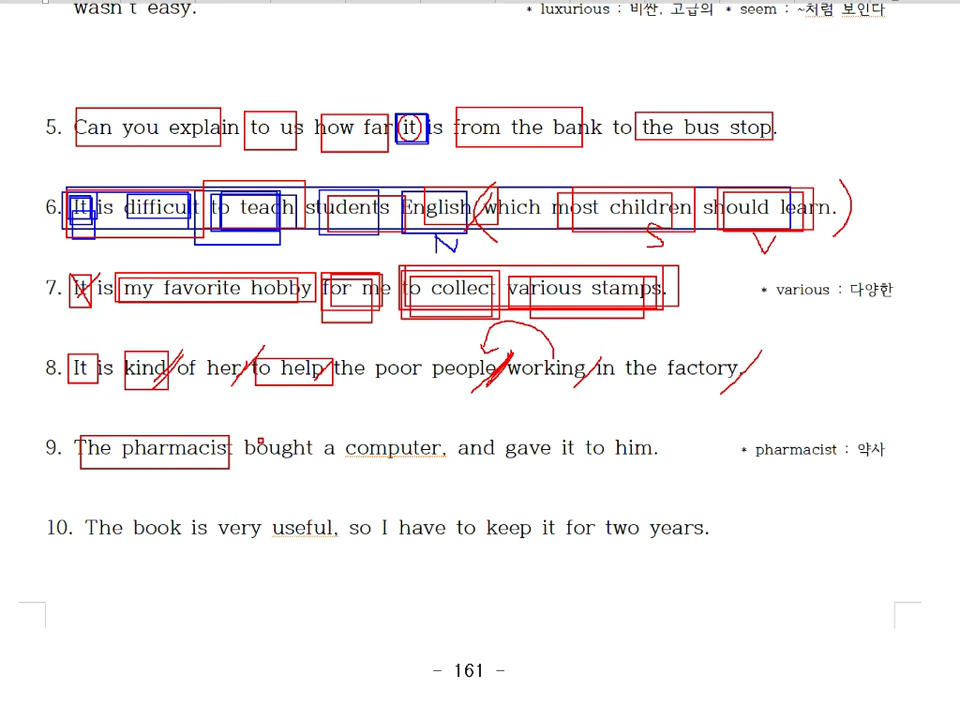 wasn't easy.
* luxurious : 비싼, 고급의 * seem : ~처럼 보인다
5. Can you explain to us how far it is from the bank to the bus stop.
6. It is difficult to teach students English which most children should learn.)
N S V
7. It is my favorite hobby for me to collect various stamps. * various : 다양한
8. It is kind of her to help the poor people working in the factory.
9. The pharmacist bought a computer, and gave it to him. * pharmacist : 약사
10. The book is very useful, so I have to keep it for two years.
- 161 -